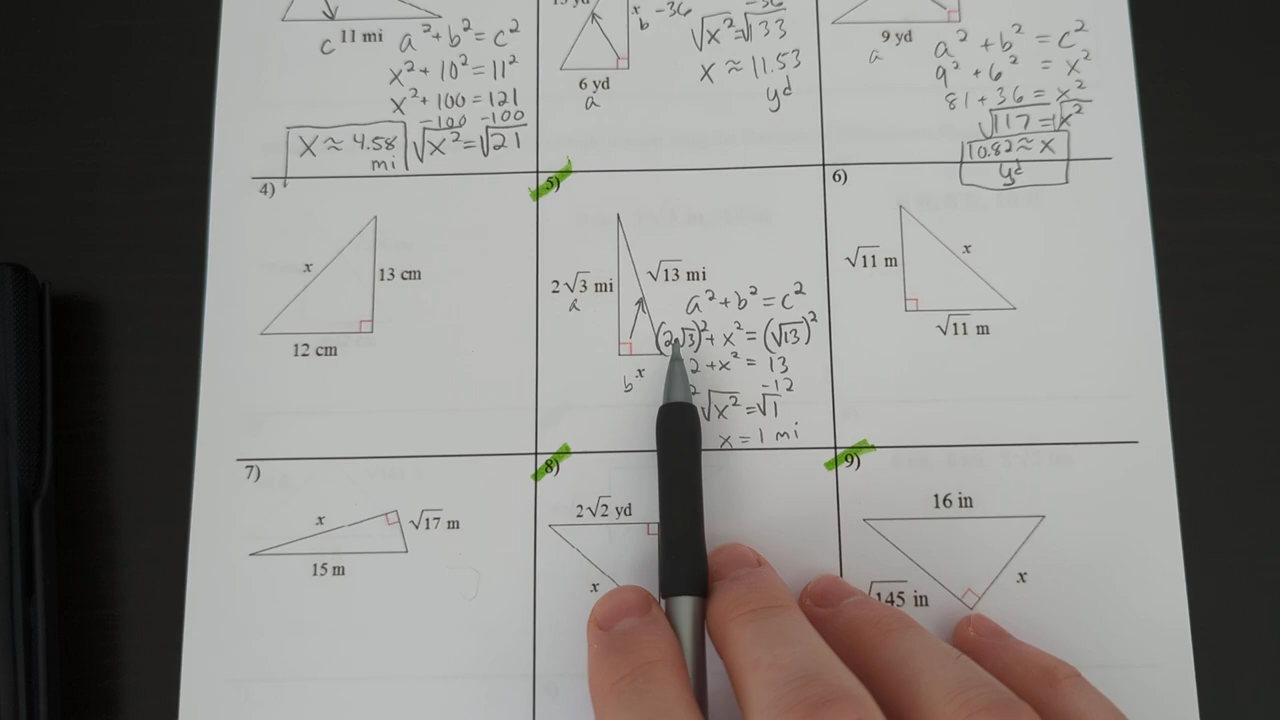 c 11 mi
a² + b² = c²
x² + 10² = 11²
x² + 100 = 121
-100 -100
√x² = √21
x ≈ 4.58
mi
x
b
-36
√x² = √133
x ≈ 11.53
yd
6 yd
a
9 yd
a
a² + b² = c²
9² + 6² = x²
81 + 36 = x²
√117 = √x²
10.82 ≈ x
yd
4)
x
13 cm
12 cm
5)
2√3 mi
a
√13 mi
b
x
a² + b² = c²
(2√3)² + x² = (√13)²
2 + x² = 13
-12
√x² = √1
x = 1 mi
6)
√11 m
x
√11 m
7)
x
√17 m
15 m
8)
2√2 yd
x
9)
16 in
√145 in
x